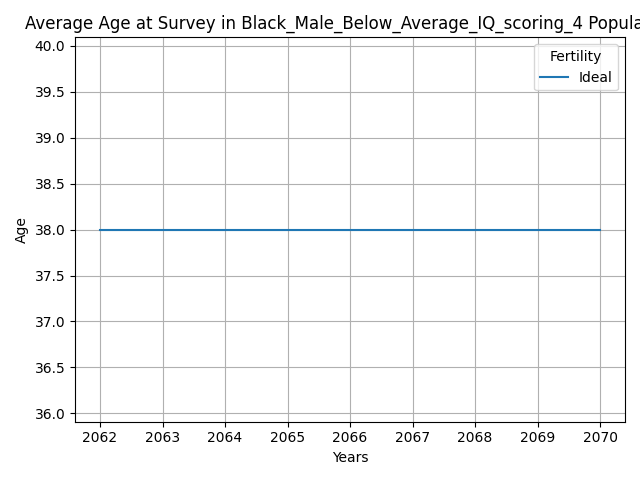 Average Age at Survey in Black_Male_Below_Average_IQ_scoring_4 Popula
Fertility
Ideal
40.0
39.5
39.0
38.5
38.0
37.5
37.0
36.5
36.0
Age
2062 2063 2064 2065 2066 2067 2068 2069 2070
Years